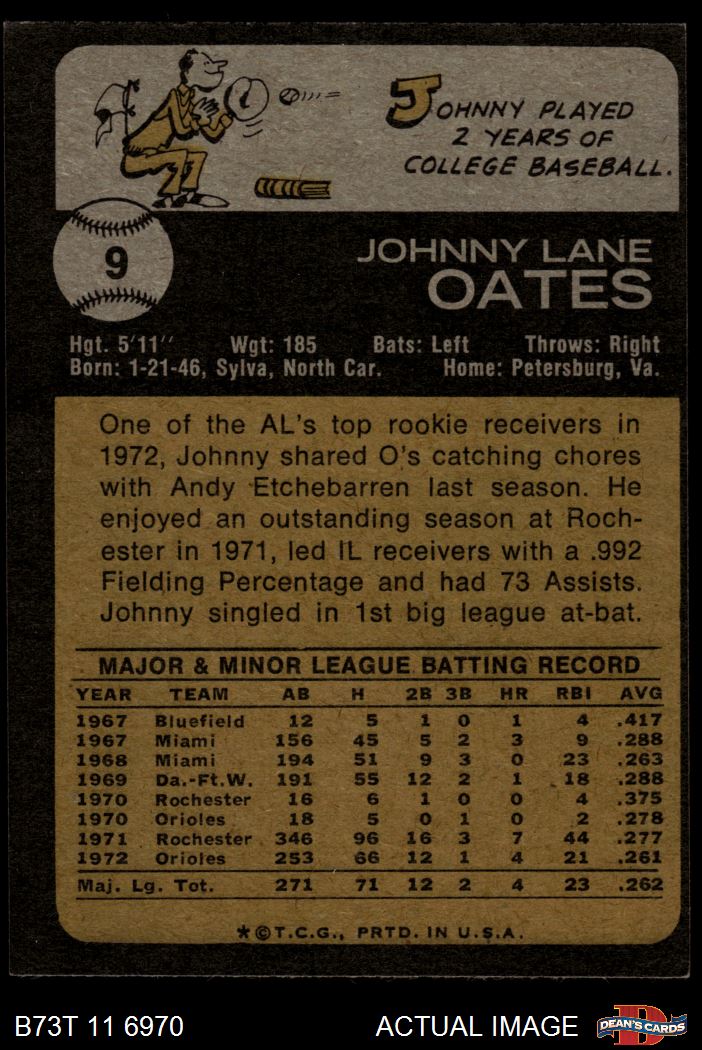 JOHNNY PLAYED
2 YEARS OF
COLLEGE BASEBALL.
9
JOHNNY LANE
OATES
Hgt. 5'11'' Wgt: 185 Bats: Left Throws: Right
Born: 1-21-46, Sylva, North Car. Home: Petersburg, Va.
One of the AL's top rookie receivers in
1972, Johnny shared O's catching chores
with Andy Etchebarren last season. He
enjoyed an outstanding season at Roch-
ester in 1971, led IL receivers with a .992
Fielding Percentage and had 73 Assists.
Johnny singled in 1st big league at-bat.
MAJOR & MINOR LEAGUE BATTING RECORD
YEAR TEAM AB H 2B 3B HR RBI AVG
1967 Bluefield 12 5 1 0 1 4 .417
1967 Miami 156 45 5 2 3 9 .288
1968 Miami 194 51 9 3 0 23 .263
1969 Da.-Ft.W. 191 55 12 2 1 18 .288
1970 Rochester 16 6 1 0 0 4 .375
1970 Orioles 18 5 0 1 0 2 .278
1971 Rochester 346 96 16 3 7 44 .277
1972 Orioles 253 66 12 1 4 21 .261
Maj. Lg. Tot. 271 71 12 2 4 23 .262
*©T.C.G., PRTD. IN U.S.A.
B73T 11 6970 ACTUAL IMAGE DEAN'S CARDS